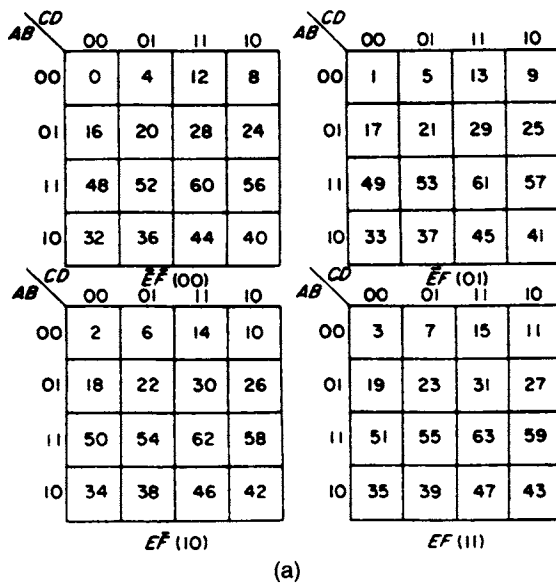 CD CD
AB 00 01 11 10 AB 00 01 11 10
00 0 4 12 8 00 1 5 13 9
01 16 20 28 24 01 17 21 29 25
11 48 52 60 56 11 49 53 61 57
10 32 36 44 40 10 33 37 45 41
E̅F̅ (00) E̅F (01)
CD CD
AB 00 01 11 10 AB 00 01 11 10
00 2 6 14 10 00 3 7 15 11
01 18 22 30 26 01 19 23 31 27
11 50 54 62 58 11 51 55 63 59
10 34 38 46 42 10 35 39 47 43
EF̅ (10) EF (11)
(a)